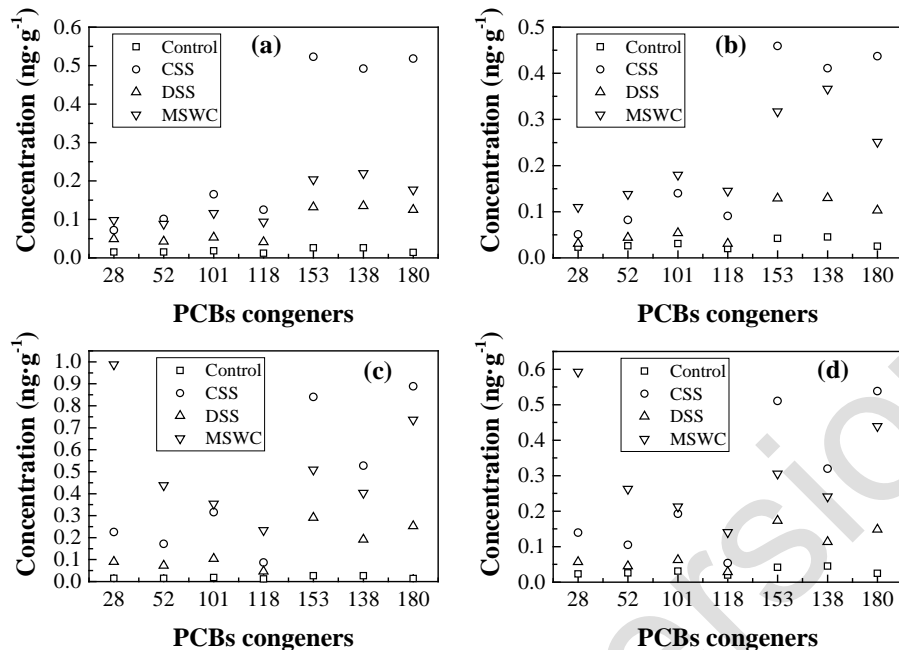 Concentration (ng·g⁻¹)
0.6
0.5
0.4
0.3
0.2
0.1
0.0
Control
CSS
DSS
MSWC
(a)
28 52 101 118 153 138 180
PCBs congeners
Concentration (ng·g⁻¹)
0.5
0.4
0.3
0.2
0.1
0.0
Control
CSS
DSS
MSWC
(b)
28 52 101 118 153 138 180
PCBs congeners
Concentration (ng·g⁻¹)
1.0
0.9
0.8
0.7
0.6
0.5
0.4
0.3
0.2
0.1
0.0
Control
CSS
DSS
MSWC
(c)
28 52 101 118 153 138 180
PCBs congeners
Concentration (ng·g⁻¹)
0.6
0.5
0.4
0.3
0.2
0.1
0.0
Control
CSS
DSS
MSWC
(d)
28 52 101 118 153 138 180
PCBs congeners
ersion